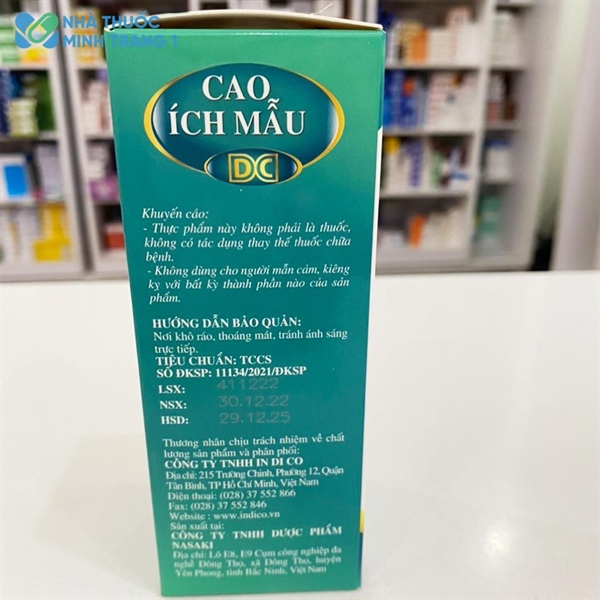 NHÀ THUỐC
MINH TRANG 1
CAO
ÍCH MẪU
DC
Khuyến cáo:
- Thực phẩm này không phải là thuốc,
không có tác dụng thay thế thuốc chữa
bệnh.
- Không dùng cho người mẫn cảm, kiêng
kỵ với bất kỳ thành phần nào của sản
phẩm.
HƯỚNG DẪN BẢO QUẢN:
Nơi khô ráo, thoáng mát, tránh ánh sáng
trực tiếp.
TIÊU CHUẨN: TCCS
SỐ ĐKSP: 11134/2021/ĐKSP
LSX: 411222
NSX: 30.12.22
HSD: 29.12.25
Thương nhân chịu trách nhiệm về chất
lượng sản phẩm và phân phối:
CÔNG TY TNHH IN DI CO
Địa chỉ: 215 Trường Chinh, Phường 12, Quận
Tân Bình, TP Hồ Chí Minh, Việt Nam
Điện thoại: (028) 37 552 866
Fax: (028) 37 552 846
Website : www.indico.vn
Sản xuất tại:
CÔNG TY TNHH DƯỢC PHẨM
NASAKI
Địa chỉ: Lô E8, E9 Cụm công nghiệp đa
nghề Đông Thọ, xã Đông Thọ, huyện
Yên Phong, tỉnh Bắc Ninh, Việt Nam